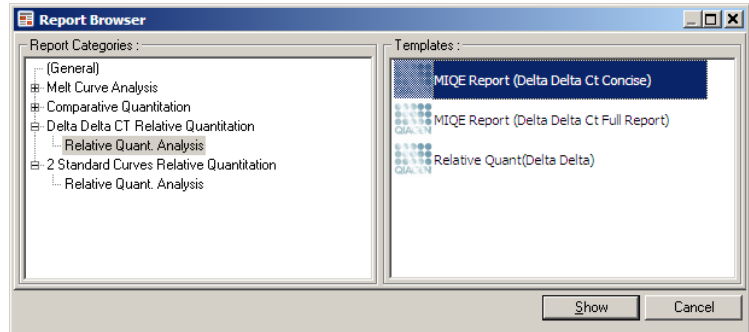 Report Browser
Report Categories :
(General)
Melt Curve Analysis
Comparative Quantitation
Delta Delta CT Relative Quantitation
Relative Quant. Analysis
2 Standard Curves Relative Quantitation
Relative Quant. Analysis
Templates :
MIQE Report (Delta Delta Ct Concise)
MIQE Report (Delta Delta Ct Full Report)
QIAGEN
Relative Quant(Delta Delta)
QIAGEN
Show
Cancel